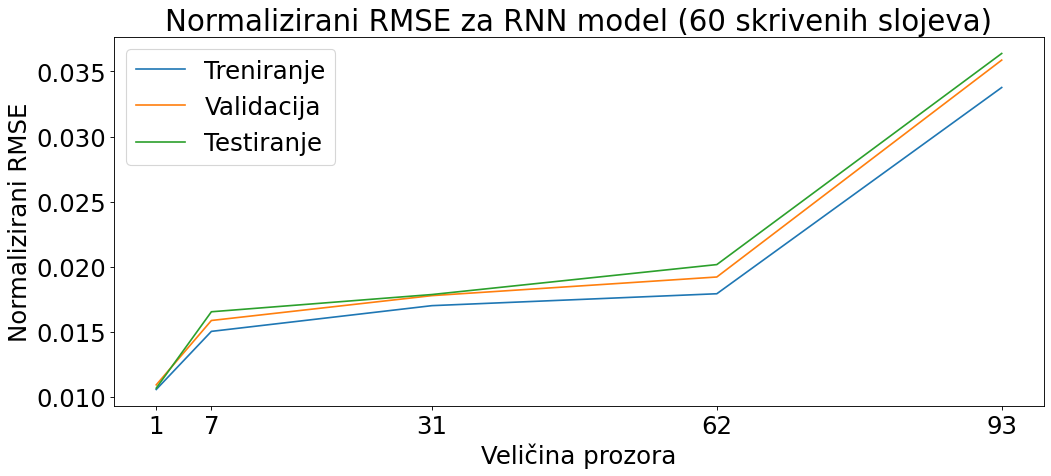 Normalizirani RMSE za RNN model (60 skrivenih slojeva)
Treniranje
Validacija
Testiranje
Normalizirani RMSE
0.035
0.030
0.025
0.020
0.015
0.010
1 7 31 62 93
Veličina prozora